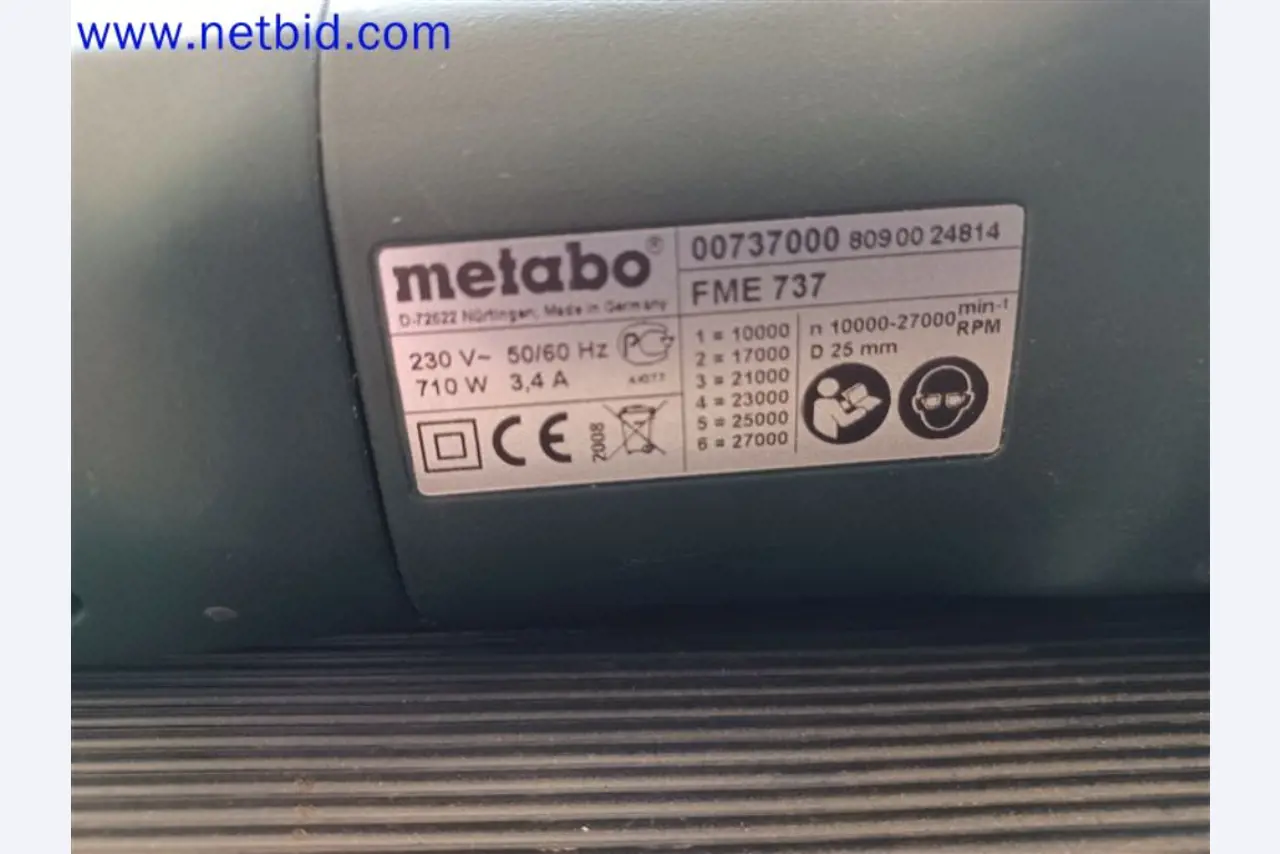 www.netbid.com
metabo®
D-72622 Nürtingen, Made in Germany
00737000 80900 24814
FME 737
230 V~ 50/60 Hz
710 W 3,4 A
1 = 10000
2 = 17000
3 = 21000
4 = 23000
5 = 25000
6 = 27000
n 10000-27000 min-1 RPM
D 25 mm
CE
2008